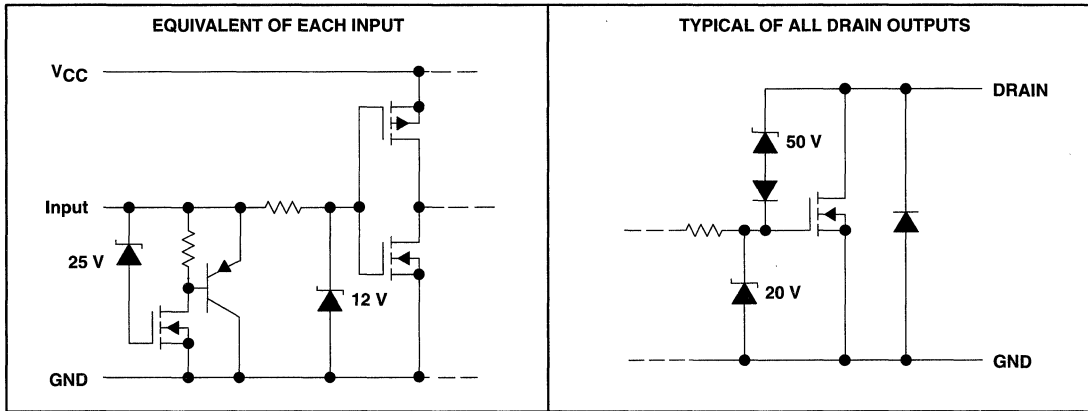 EQUIVALENT OF EACH INPUT
VCC
Input
25 V
12 V
GND
TYPICAL OF ALL DRAIN OUTPUTS
DRAIN
50 V
20 V
GND